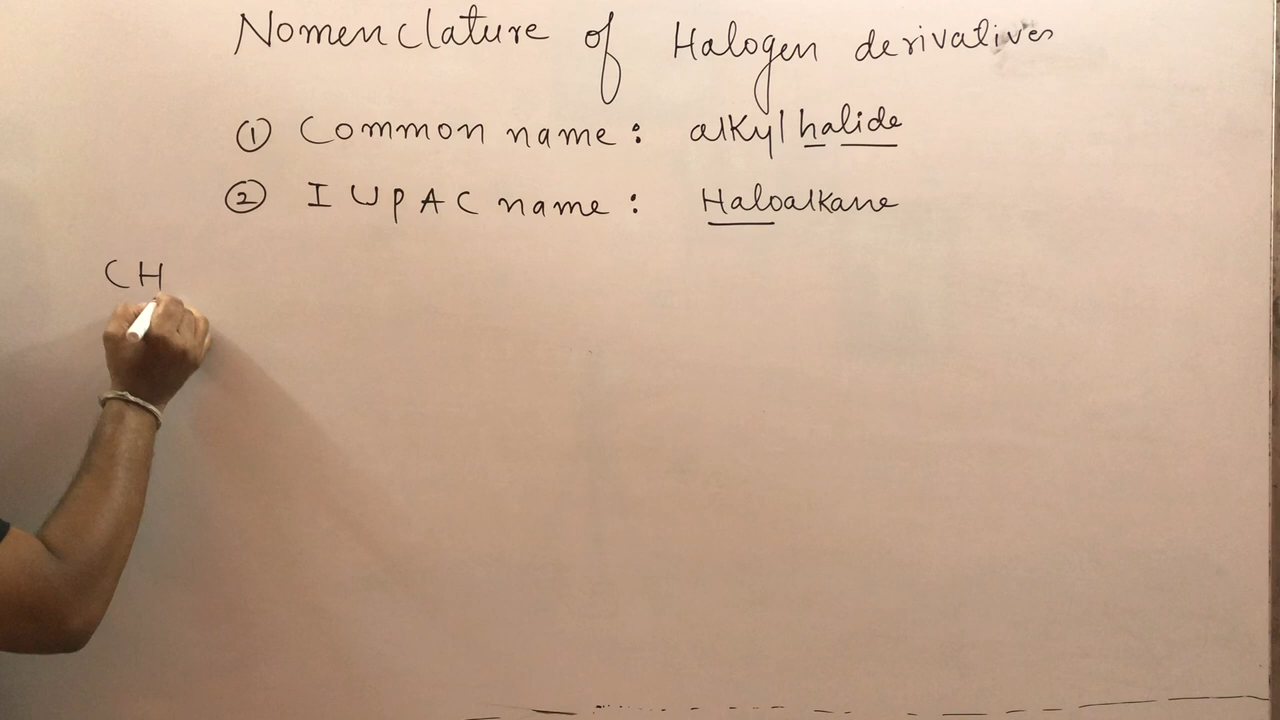 Nomenclature of Halogen derivatives
① Common name : alkyl halide
② IUPAC name : Haloalkane
CH